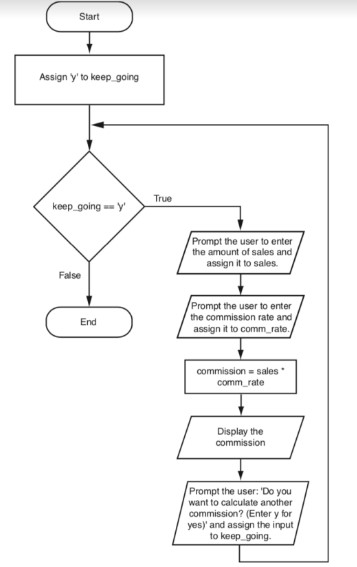 Start
Assign 'y' to keep_going
keep_going == 'y'
True
False
End
Prompt the user to enter
the amount of sales and
assign it to sales.
Prompt the user to enter
the commission rate and
assign it to comm_rate.
commission = sales *
comm_rate
Display the
commission
Prompt the user: 'Do you
want to calculate another
commission? (Enter y for
yes)' and assign the input
to keep_going.